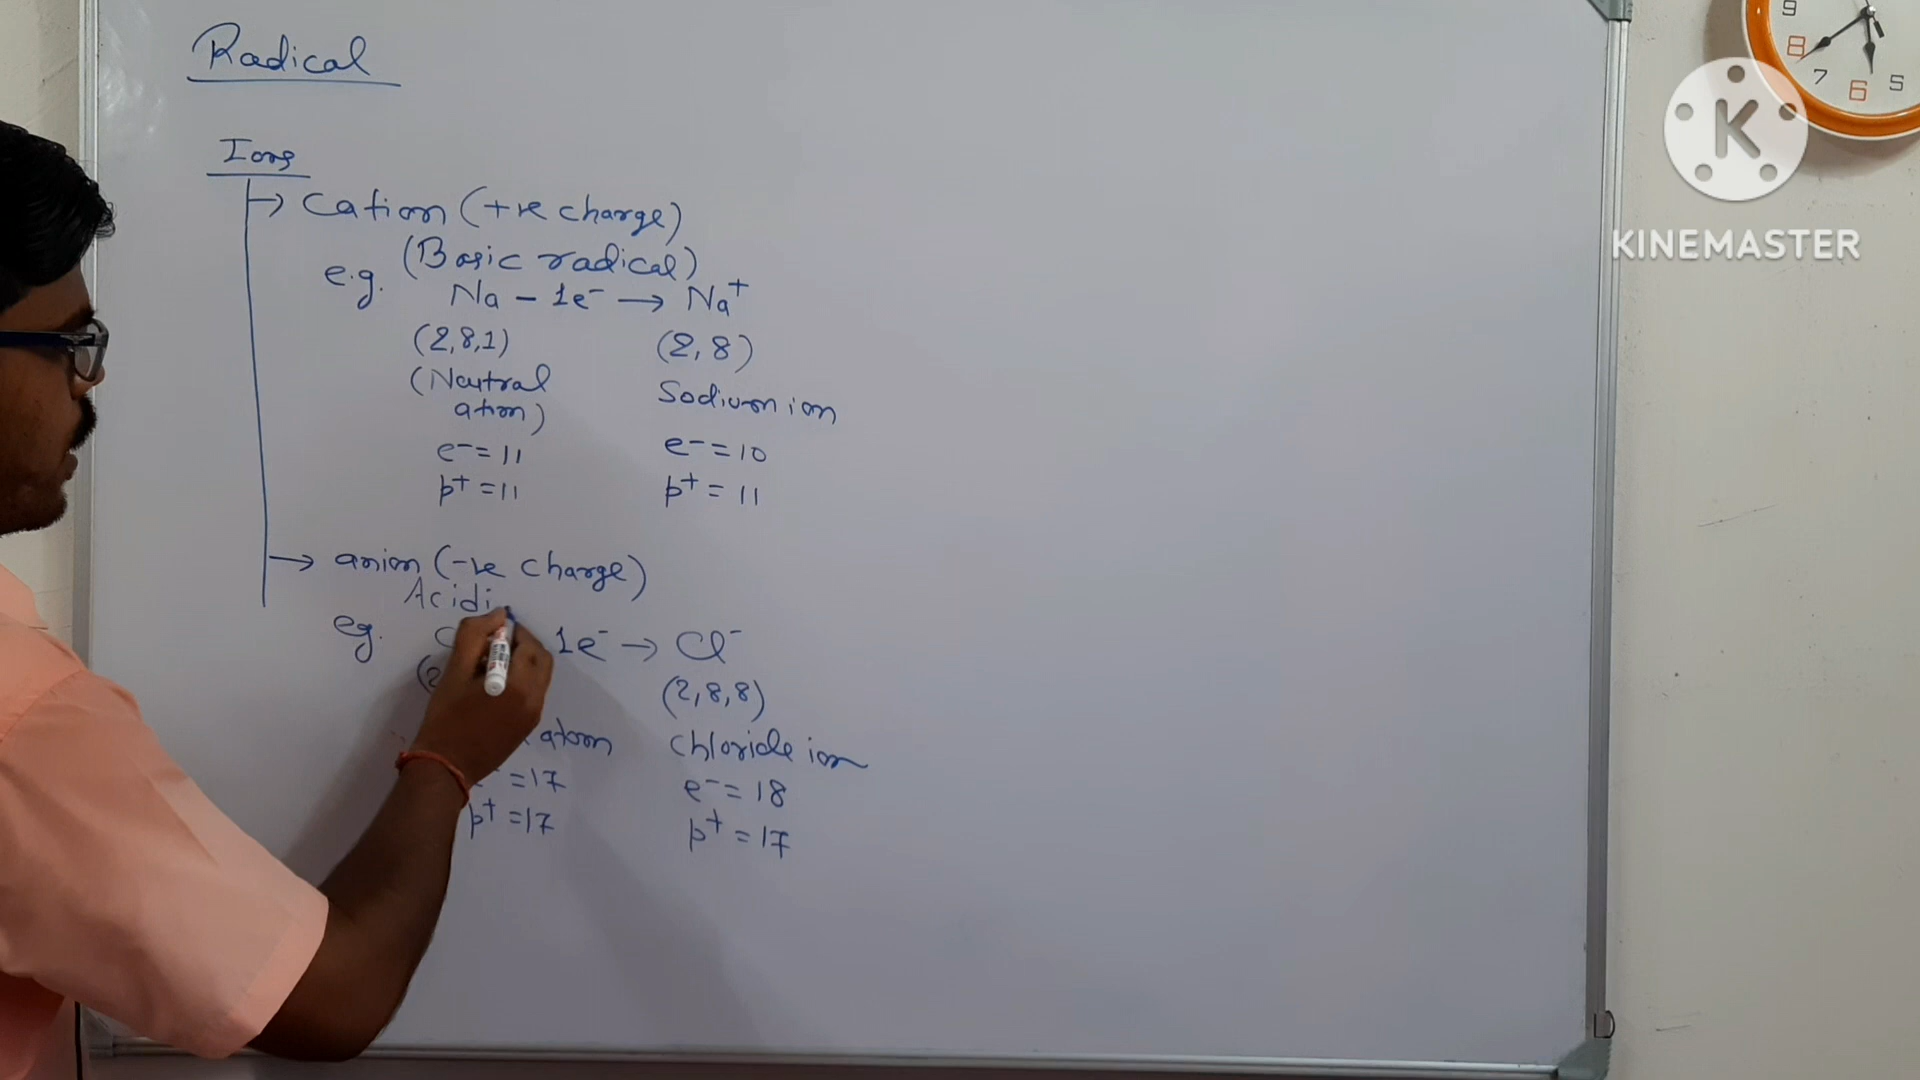 Radical
Ions
→ Cation (+ve charge)
(Basic radical)
e.g. Na - 1e⁻ → Na⁺
(2,8,1) (2,8)
(Neutral atom) Sodium ion
e⁻ = 11 e⁻ = 10
p⁺ = 11 p⁺ = 11
→ anion (-ve charge)
Acidi
eg. 1e⁻ → Cl⁻
(2 (2,8,8)
atom Chloride ion
= 17 e⁻ = 18
p⁺ = 17 p⁺ = 17
9
8
7
6
5
K
KINEMASTER